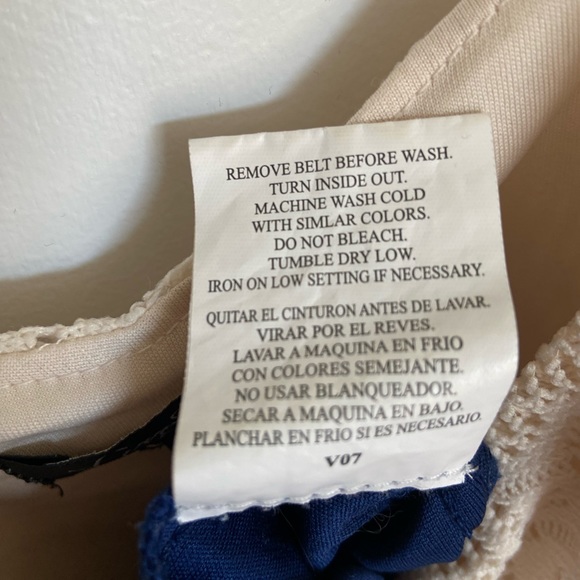 REMOVE BELT BEFORE WASH.
TURN INSIDE OUT.
MACHINE WASH COLD
WITH SIMLAR COLORS.
DO NOT BLEACH.
TUMBLE DRY LOW.
IRON ON LOW SETTING IF NECESSARY.
QUITAR EL CINTURON ANTES DE LAVAR.
VIRAR POR EL REVES.
LAVAR A MAQUINA EN FRIO
CON COLORES SEMEJANTE.
NO USAR BLANQUEADOR.
SECAR A MAQUINA EN BAJO.
PLANCHAR EN FRIO SI ES NECESARIO.
V07